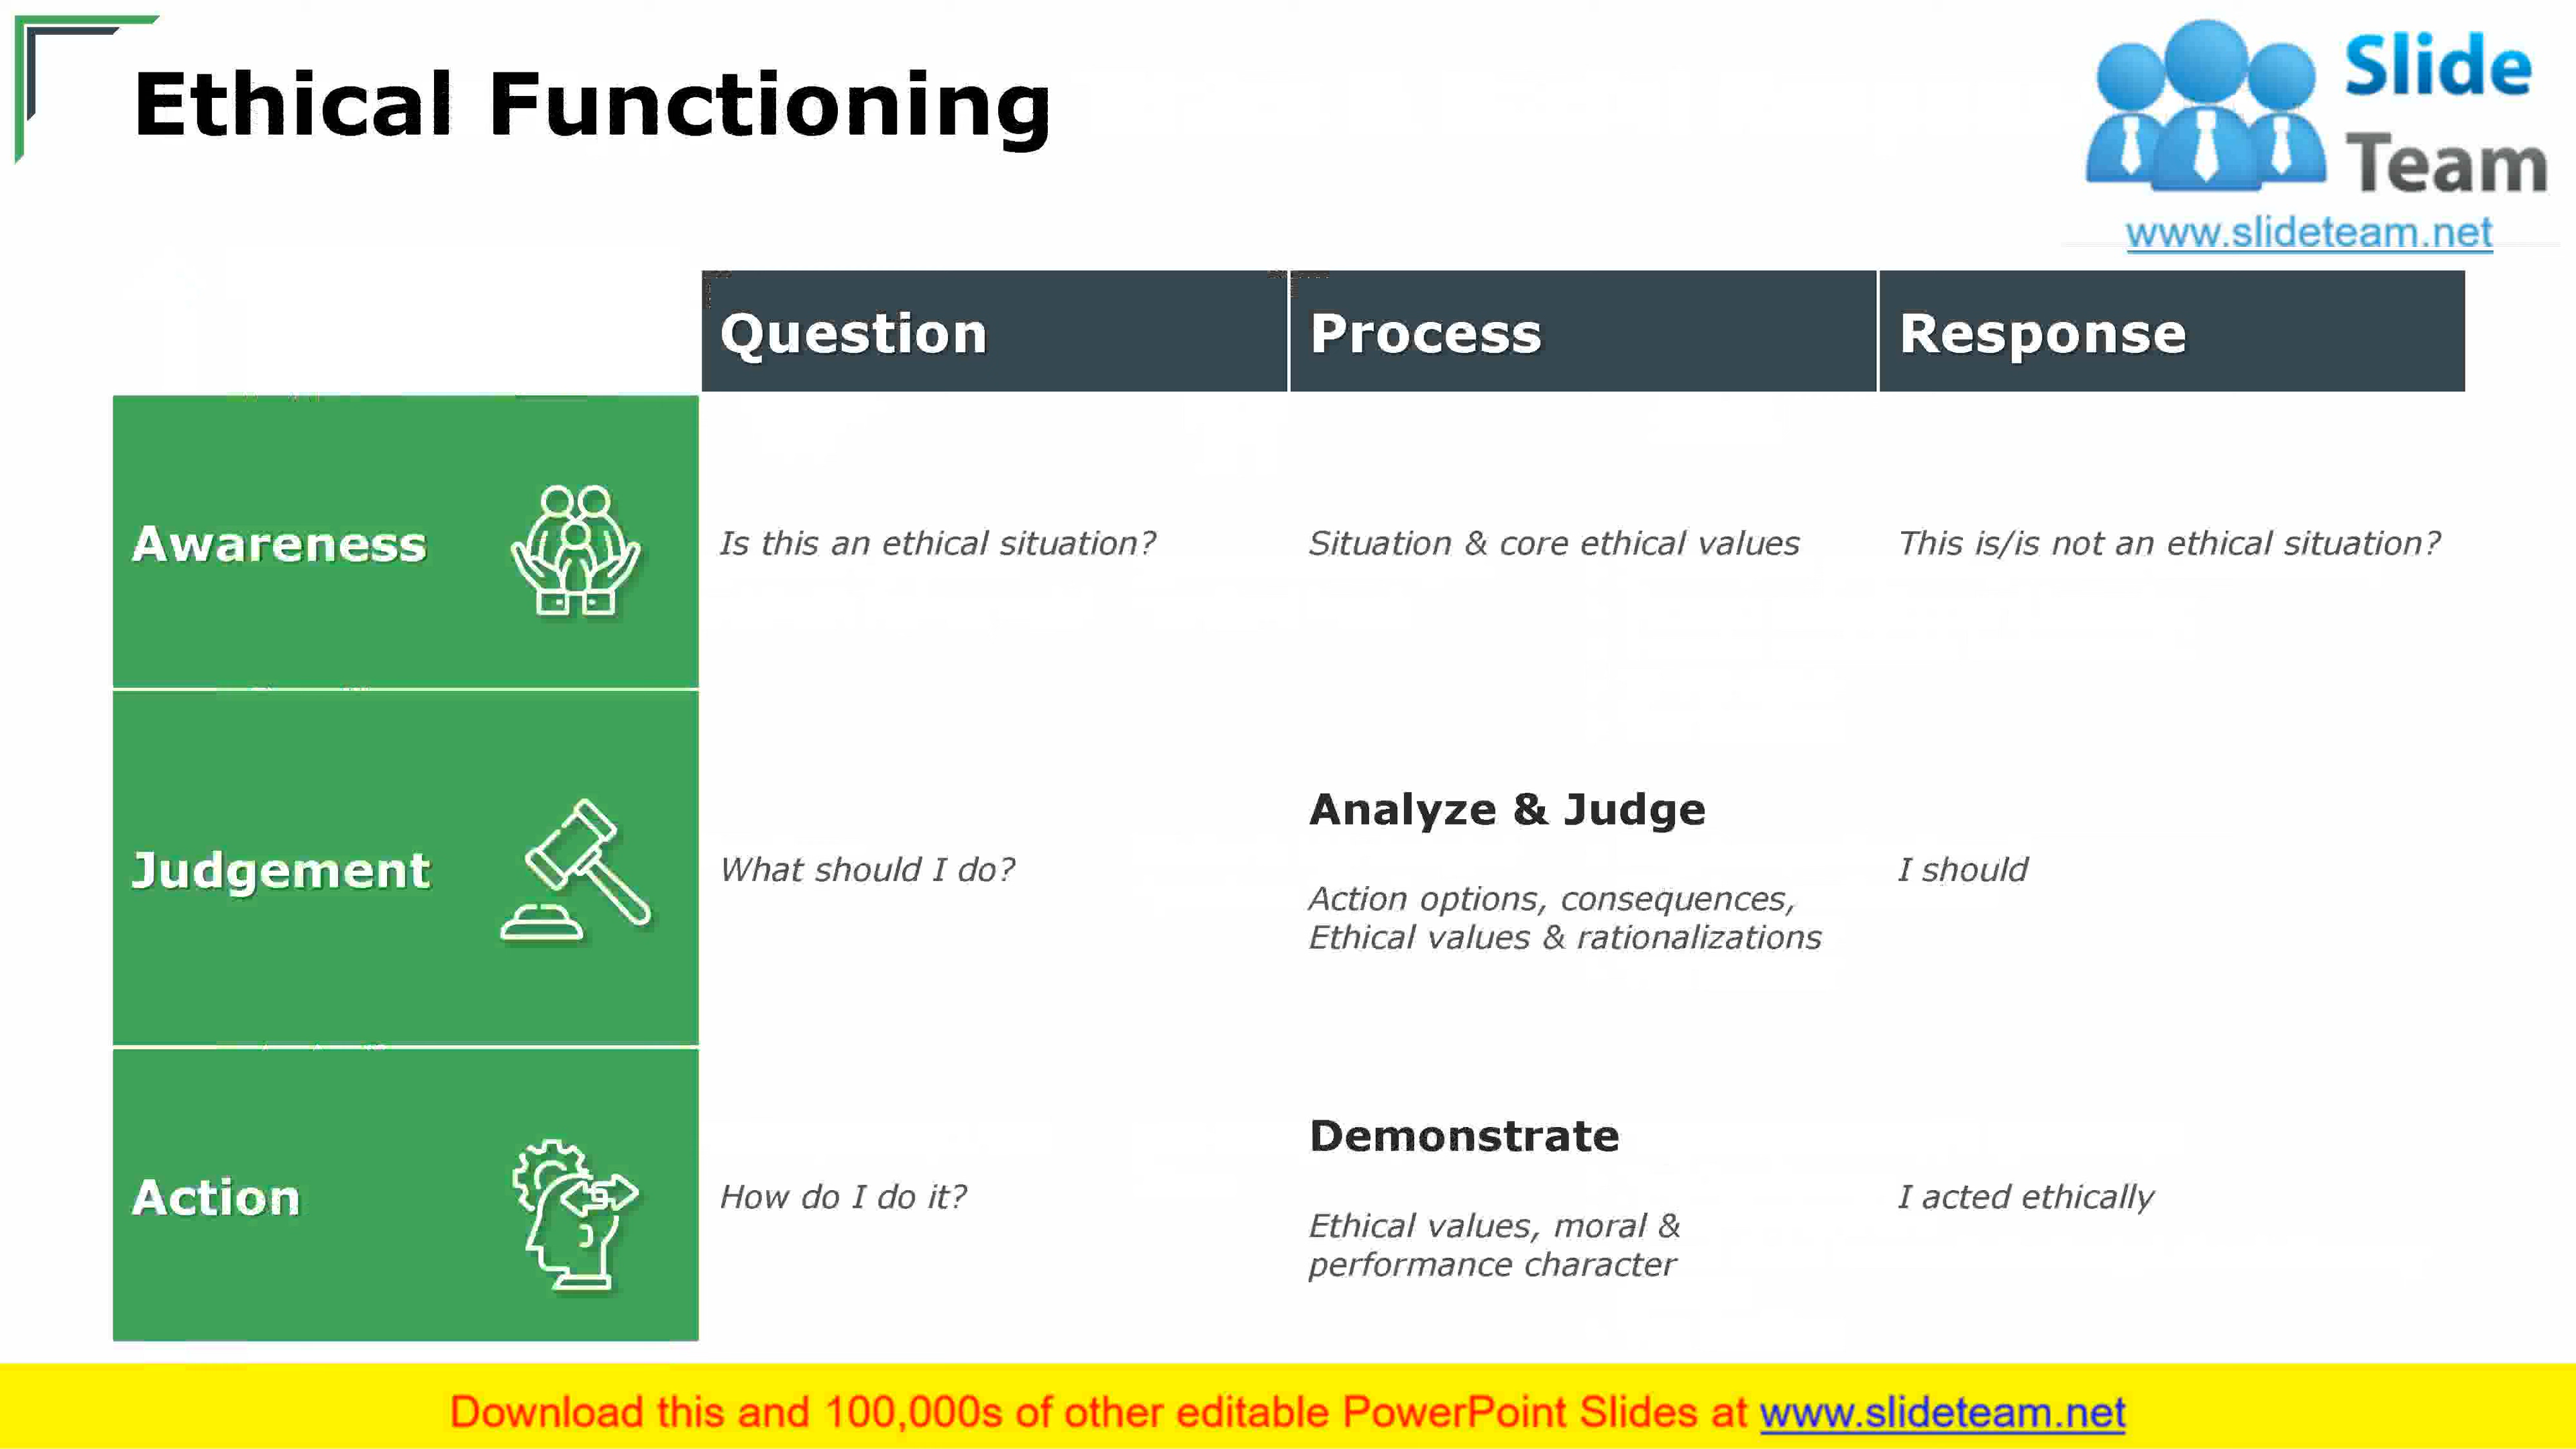 Ethical Functioning
Slide
Team
www.slideteam.net
Question
Process
Response
Awareness
Is this an ethical situation?
Situation & core ethical values
This is/is not an ethical situation?
Judgement
What should I do?
Analyze & Judge
Action options, consequences,
Ethical values & rationalizations
I should
Action
How do I do it?
Demonstrate
Ethical values, moral &
performance character
I acted ethically
Download this and 100,000s of other editable PowerPoint Slides at www.slideteam.net